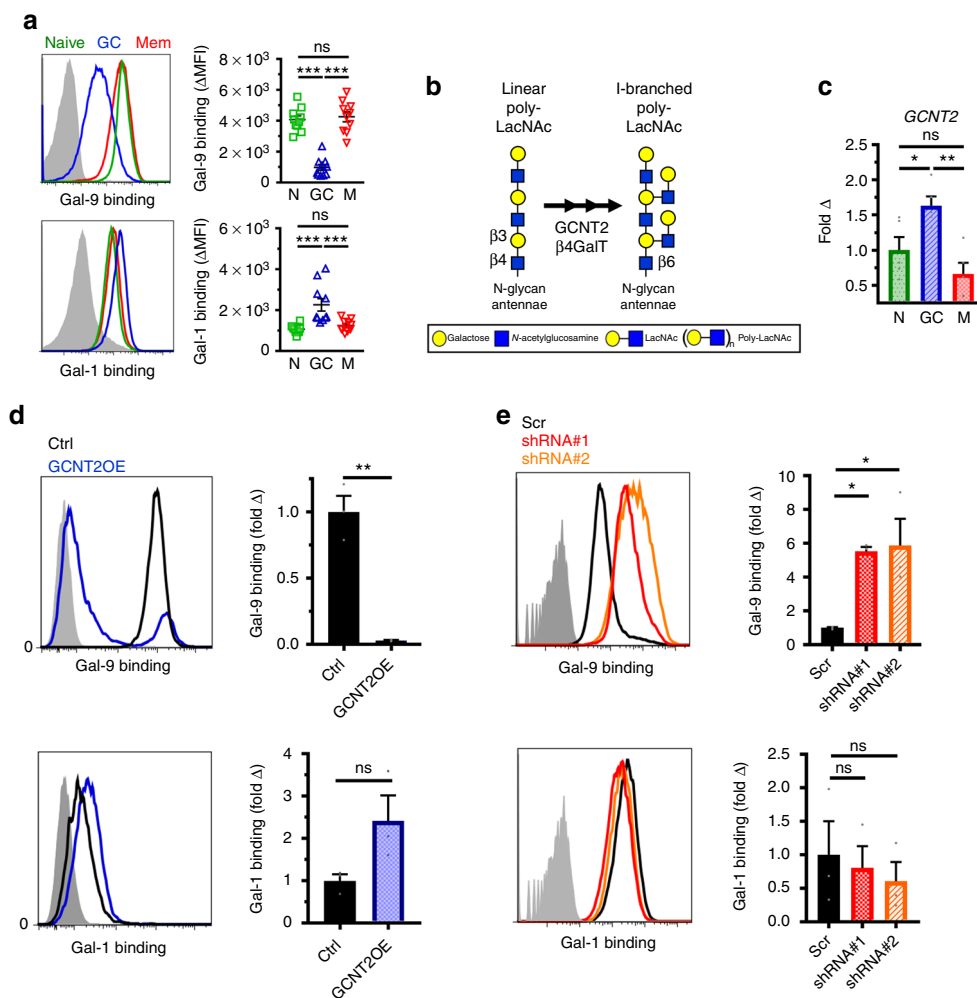 a
Naive GC Mem
Gal-9 binding
Gal-9 binding (ΔMFI)
8 × 10³
6 × 10³
4 × 10³
2 × 10³
0
ns
*** ***
N GC M
Gal-1 binding
Gal-1 binding (ΔMFI)
6 × 10³
4 × 10³
2 × 10³
0
ns
*** ***
N GC M
b
Linear
poly-
LacNAc
I-branched
poly-
LacNAc
GCNT2
β4GalT
β3
β4
β6
N-glycan
antennae
N-glycan
antennae
Galactose N-acetylglucosamine LacNAc ( )n Poly-LacNAc
c
GCNT2
ns
* **
Fold Δ
2.5
2.0
1.5
1.0
0.5
N GC M
d
Ctrl
GCNT2OE
0
Gal-9 binding
Gal-9 binding (fold Δ)
**
1.0
0.5
0.0
Ctrl
GCNT2OE
0
Gal-1 binding
Gal-1 binding (fold Δ)
ns
4
3
2
1
0
Ctrl
GCNT2OE
e
Scr
shRNA#1
shRNA#2
0
Gal-9 binding
Gal-9 binding (fold Δ)
*
*
10
8
6
4
2
0
Scr
shRNA#1
shRNA#2
Gal-1 binding
Gal-1 binding (fold Δ)
ns
ns
2.5
2.0
1.5
1.0
0.5
0.0
Scr
shRNA#1
shRNA#2